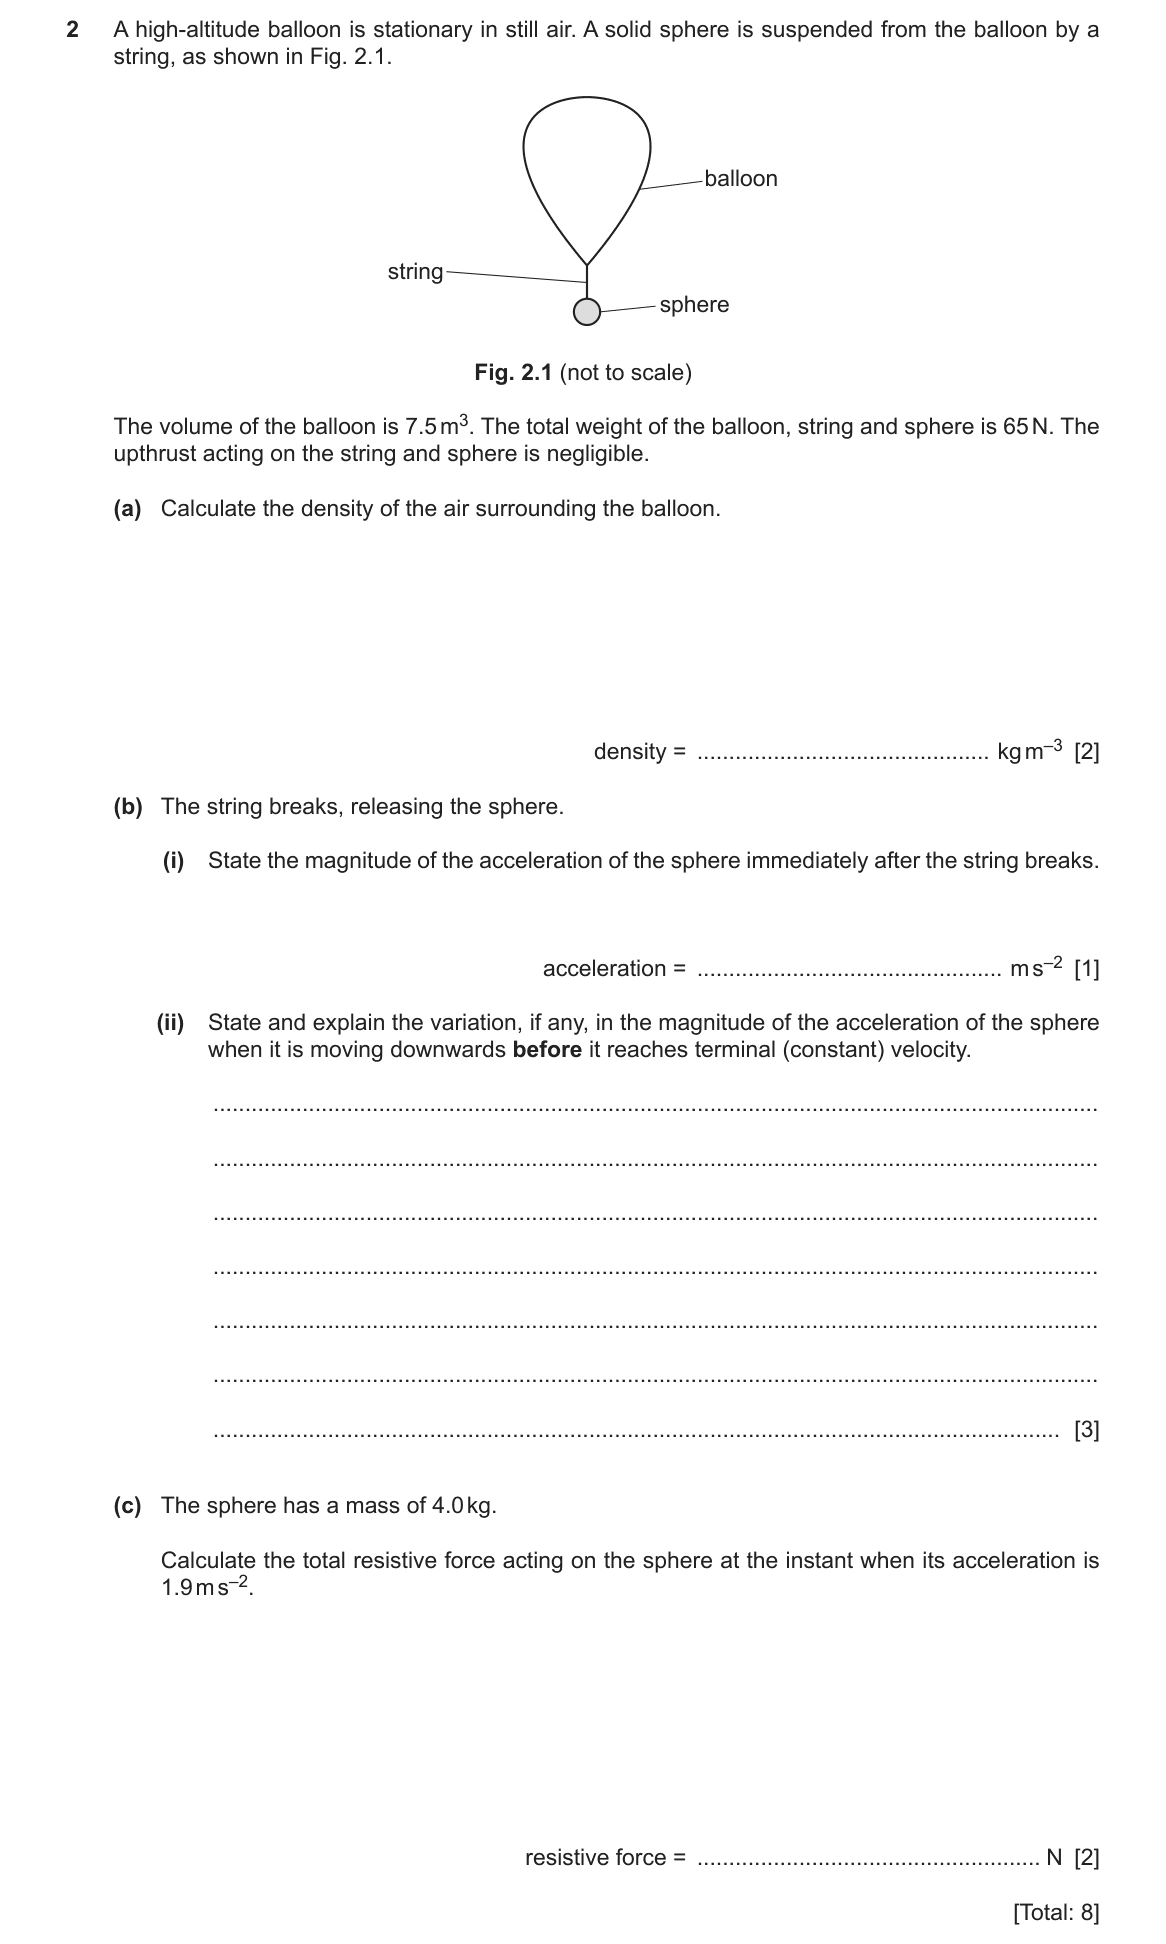 2 A high-altitude balloon is stationary in still air. A solid sphere is suspended from the balloon by a
string, as shown in Fig. 2.1.
balloon
string
sphere
Fig. 2.1 (not to scale)
The volume of the balloon is 7.5 m³. The total weight of the balloon, string and sphere is 65 N. The
upthrust acting on the string and sphere is negligible.
(a) Calculate the density of the air surrounding the balloon.
density = .............................................. kg m⁻³ [2]
(b) The string breaks, releasing the sphere.
(i) State the magnitude of the acceleration of the sphere immediately after the string breaks.
acceleration = ................................................ m s⁻² [1]
(ii) State and explain the variation, if any, in the magnitude of the acceleration of the sphere
when it is moving downwards before it reaches terminal (constant) velocity.
...........................................................................................................................................
...........................................................................................................................................
...........................................................................................................................................
...........................................................................................................................................
...........................................................................................................................................
...........................................................................................................................................
..................................................................................................................................... [3]
(c) The sphere has a mass of 4.0 kg.
Calculate the total resistive force acting on the sphere at the instant when its acceleration is
1.9 m s⁻².
resistive force = ...................................................... N [2]
[Total: 8]